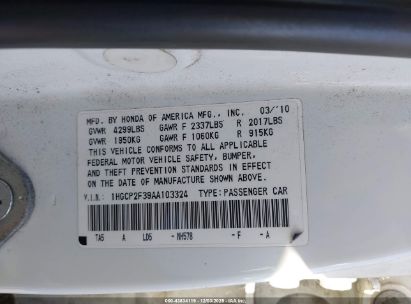 MFD. BY HONDA OF AMERICA MFG., INC. 03/'10
GVWR 4299LBS GAWR F 2337LBS R 2017LBS
GVWR 1950KG GAWR F 1060KG R 915KG
THIS VEHICLE CONFORMS TO ALL APPLICABLE
FEDERAL MOTOR VEHICLE SAFETY, BUMPER,
AND THEFT PREVENTION STANDARDS IN EFFECT
ON THE DATE OF MANUFACTURE SHOWN ABOVE.
V.I.N.: 1HGCP2F39AA103324 TYPE: PASSENGER CAR
TA5 A LD5 - NH578 - F - A